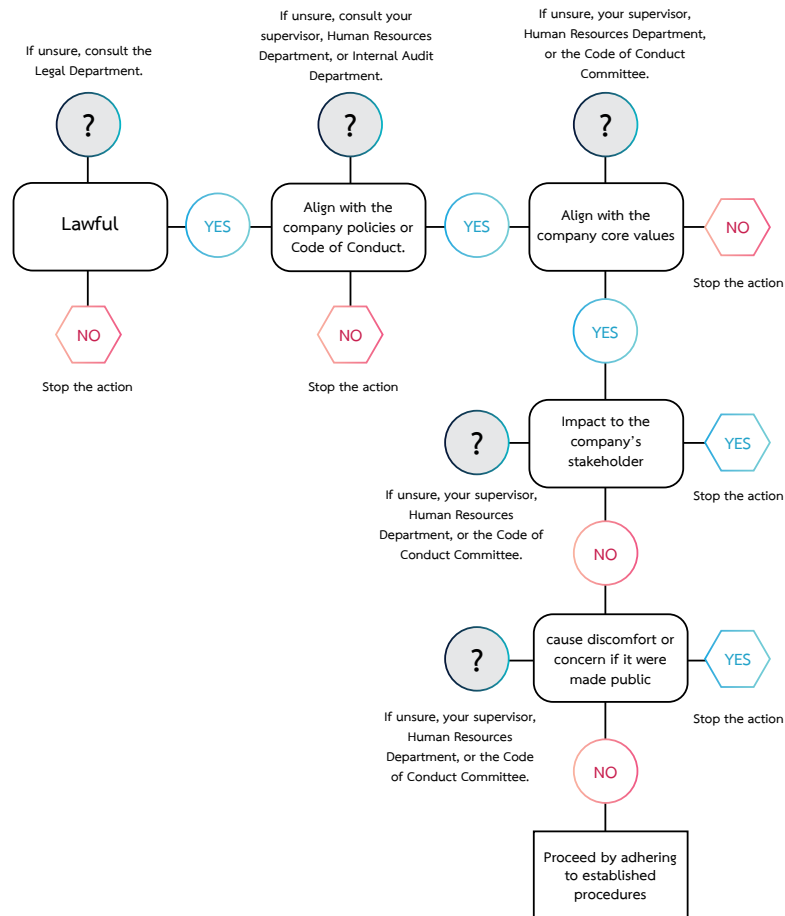 If unsure, consult the
Legal Department.
If unsure, consult your
supervisor, Human Resources
Department, or Internal Audit
Department.
If unsure, your supervisor,
Human Resources Department,
or the Code of Conduct
Committee.
?
?
?
Lawful
YES
Align with the
company policies or
Code of Conduct.
YES
Align with the
company core values
NO
Stop the action
NO
Stop the action
NO
Stop the action
YES
?
If unsure, your supervisor,
Human Resources
Department, or the Code of
Conduct Committee.
Impact to the
company's
stakeholder
YES
Stop the action
NO
?
If unsure, your supervisor,
Human Resources
Department, or the Code
of Conduct Committee.
cause discomfort or
concern if it were
made public
YES
Stop the action
NO
Proceed by adhering
to established
procedures